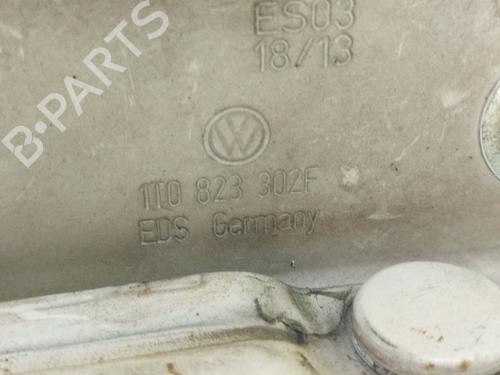 ES03
18/13
B-PARTS
1T0 823 302F
EDS Germany